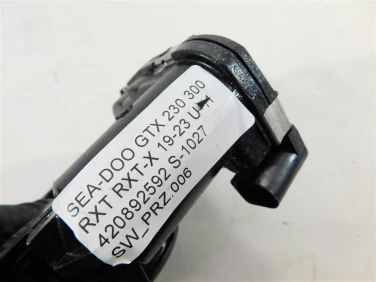 SEA-DOO GTX 230 300
RXT RXT-X 19-23 U H
420892592 S-1027
SW_PRZ.006